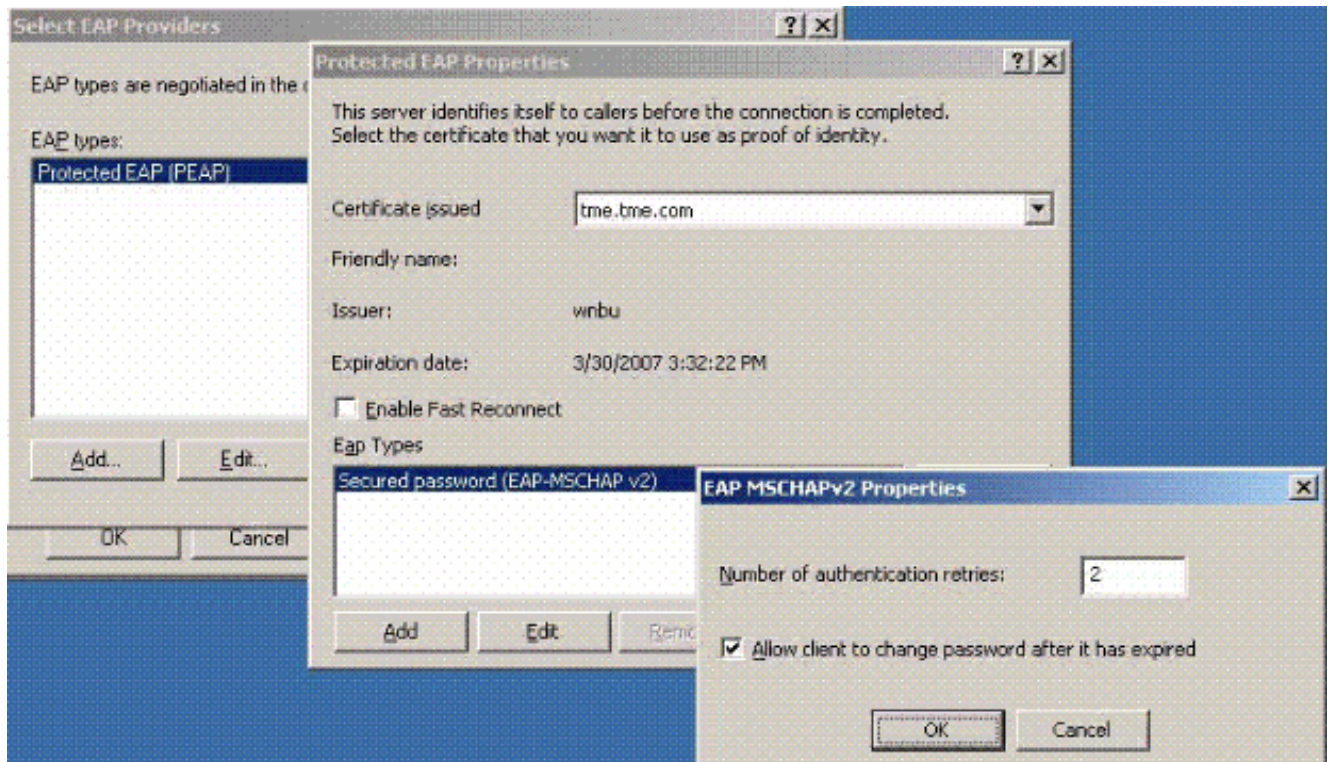 Select EAP Providers
EAP types are negotiated in the
EAP types:
Protected EAP (PEAP)
Add...
Edit...
OK
Cancel
Protected EAP Properties
This server identifies itself to callers before the connection is completed.
Select the certificate that you want it to use as proof of identity.
Certificate issued
tme.tme.com
Friendly name:
Issuer:
wnbu
Expiration date:
3/30/2007 3:32:22 PM
Enable Fast Reconnect
Eap Types
Secured password (EAP-MSCHAP v2)
Add
Edit
EAP MSCHAPv2 Properties
Number of authentication retries:
2
Allow client to change password after it has expired
OK
Cancel